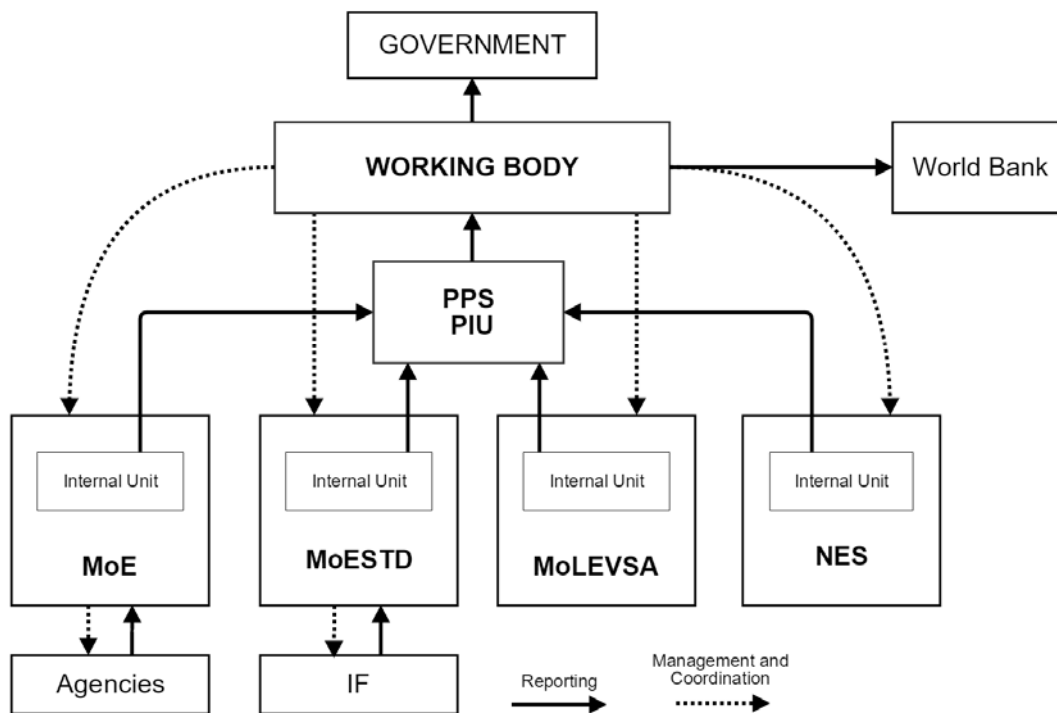 GOVERNMENT
WORKING BODY
World Bank
PPS
PIU
Internal Unit
Internal Unit
Internal Unit
Internal Unit
MoE
MoESTD
MoLEVSA
NES
Agencies
IF
Reporting
Management and
Coordination